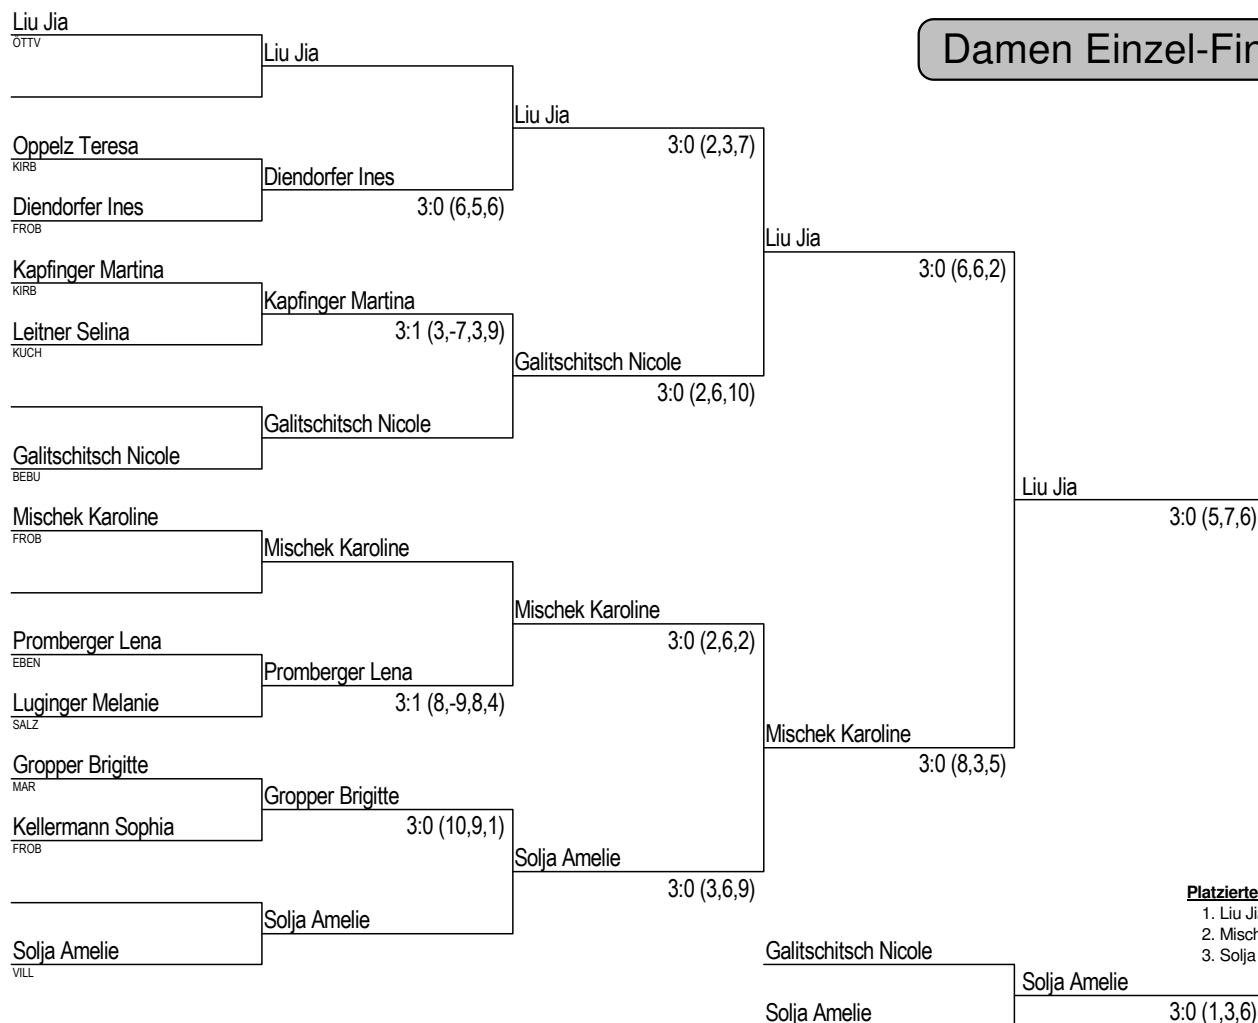 Damen Einzel-Fin
Liu Jia
ÖTTV
Oppelz Teresa
KIRB
Diendorfer Ines
FROB
Kapfinger Martina
KIRB
Leitner Selina
KUCH
Galitschitsch Nicole
BEBU
Mischek Karoline
FROB
Promberger Lena
EBEN
Luginger Melanie
SALZ
Gropper Brigitte
MAR
Kellermann Sophia
FROB
Solja Amelie
VILL
Liu Jia
Diendorfer Ines
3:0 (6,5,6)
Kapfinger Martina
3:1 (3,-7,3,9)
Galitschitsch Nicole
Mischek Karoline
Promberger Lena
3:1 (8,-9,8,4)
Gropper Brigitte
3:0 (10,9,1)
Solja Amelie
Liu Jia
3:0 (2,3,7)
Galitschitsch Nicole
3:0 (2,6,10)
Mischek Karoline
3:0 (2,6,2)
Solja Amelie
3:0 (3,6,9)
Liu Jia
3:0 (6,6,2)
Mischek Karoline
3:0 (8,3,5)
Liu Jia
3:0 (5,7,6)
Galitschitsch Nicole
Solja Amelie
Solja Amelie
3:0 (1,3,6)
Platzierte
1. Liu Ji
2. Misch
3. Solja